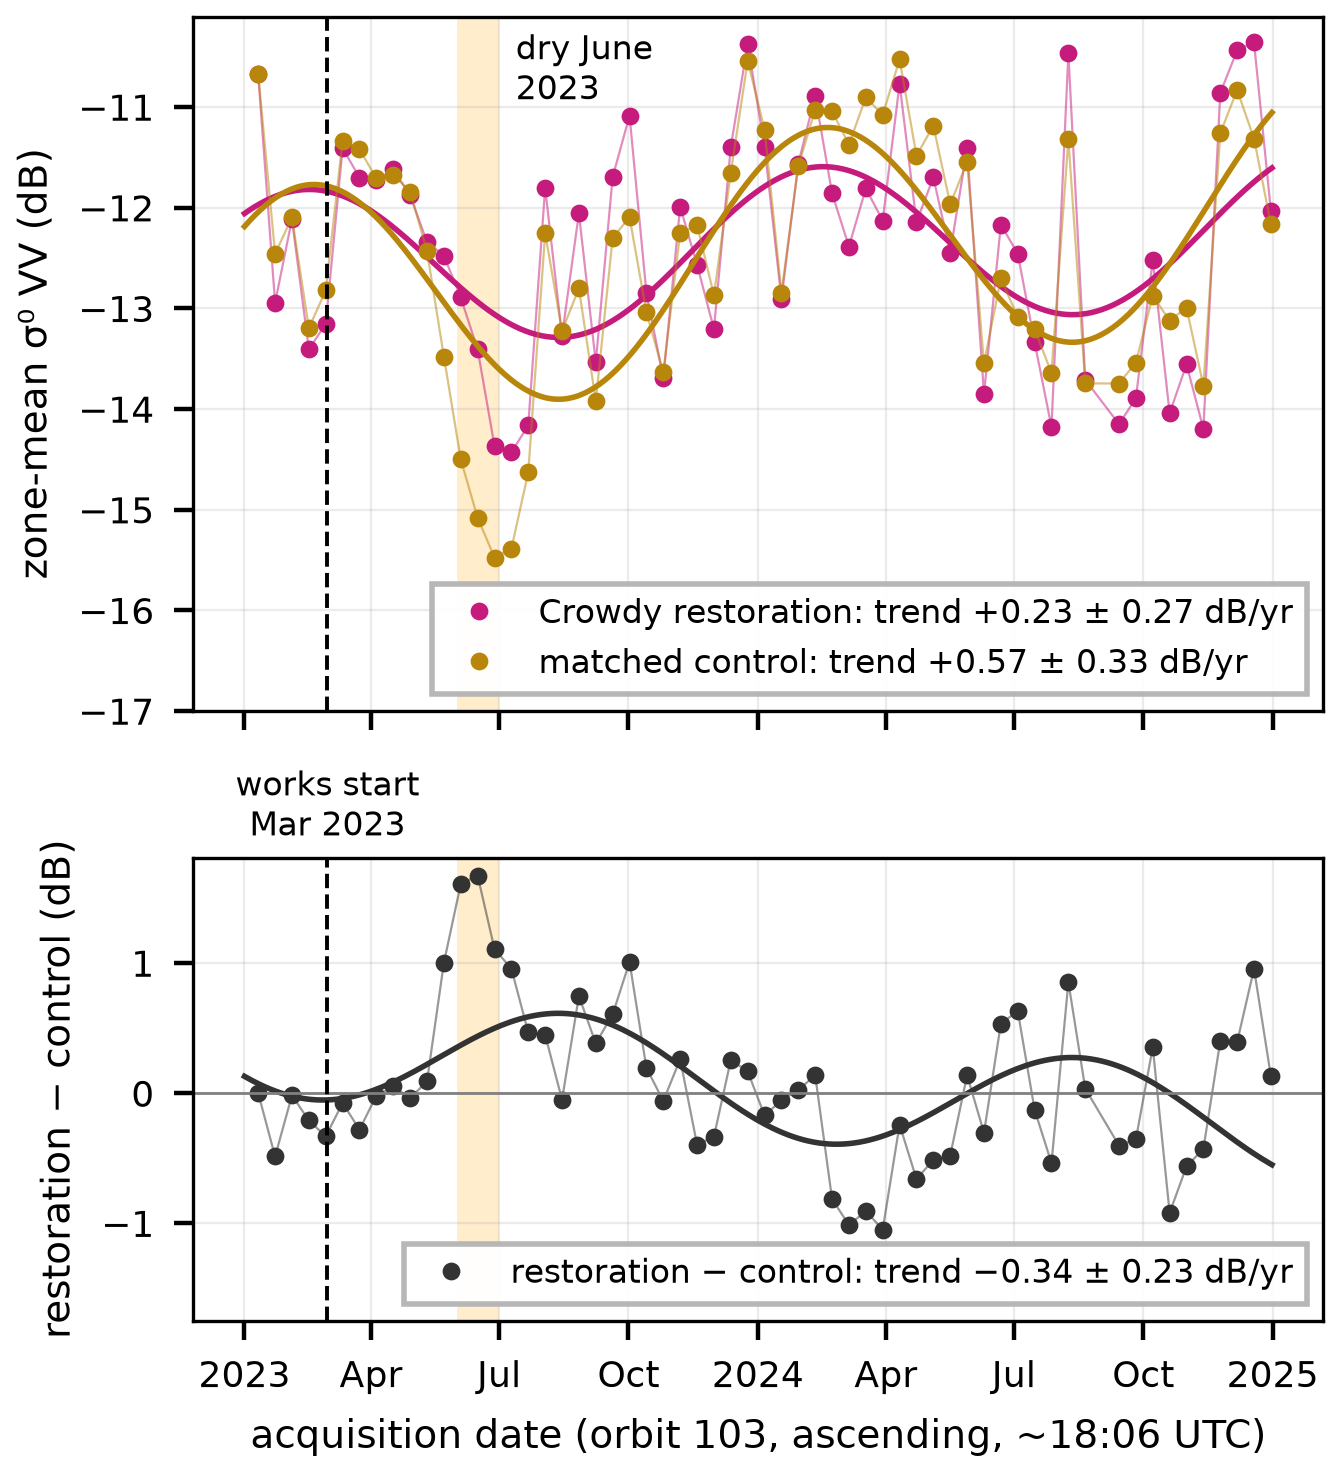 dry June
2023
−11
−12
−13
−14
−15
−16
−17
zone-mean σ⁰ VV (dB)
Crowdy restoration: trend +0.23 ± 0.27 dB/yr
matched control: trend +0.57 ± 0.33 dB/yr
works start
Mar 2023
1
0
−1
restoration − control (dB)
restoration − control: trend −0.34 ± 0.23 dB/yr
2023 Apr Jul Oct 2024 Apr Jul Oct 2025
acquisition date (orbit 103, ascending, ~18:06 UTC)